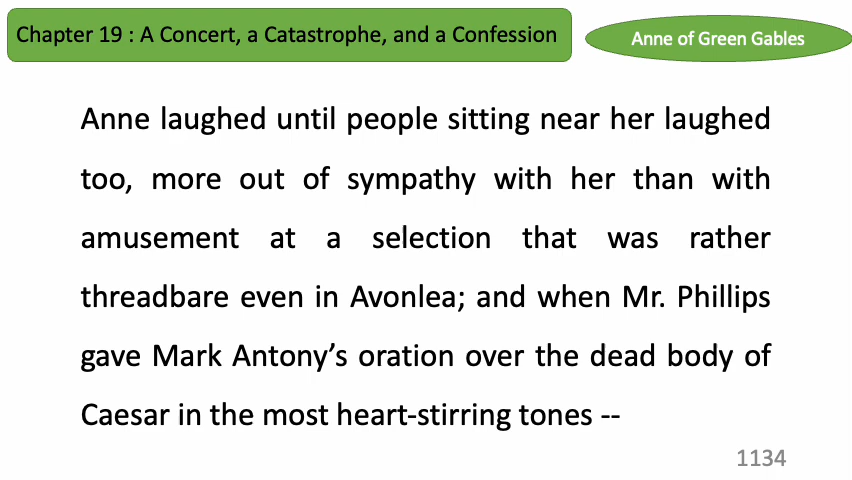 Chapter 19 : A Concert, a Catastrophe, and a Confession
Anne of Green Gables
Anne laughed until people sitting near her laughed
too, more out of sympathy with her than with
amusement at a selection that was rather
threadbare even in Avonlea; and when Mr. Phillips
gave Mark Antony’s oration over the dead body of
Caesar in the most heart-stirring tones --
1134